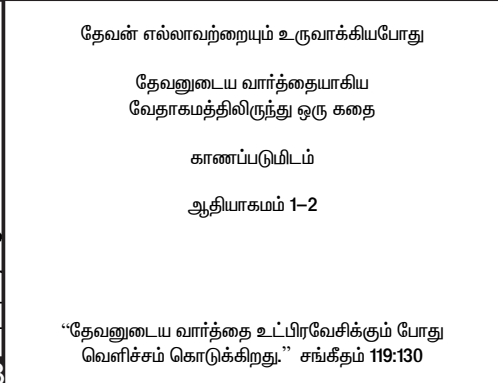 தேவன் எல்லாவற்றையும் உருவாக்கியபோது
தேவனுடைய வார்த்தையாகிய
வேதாகமத்திலிருந்து ஒரு கதை
காணப்படுமிடம்
ஆதியாகமம் 1–2
“தேவனுடைய வார்த்தை உட்பிரவேசிக்கும் போது
வெளிச்சம் கொடுக்கிறது.” சங்கீதம் 119:130